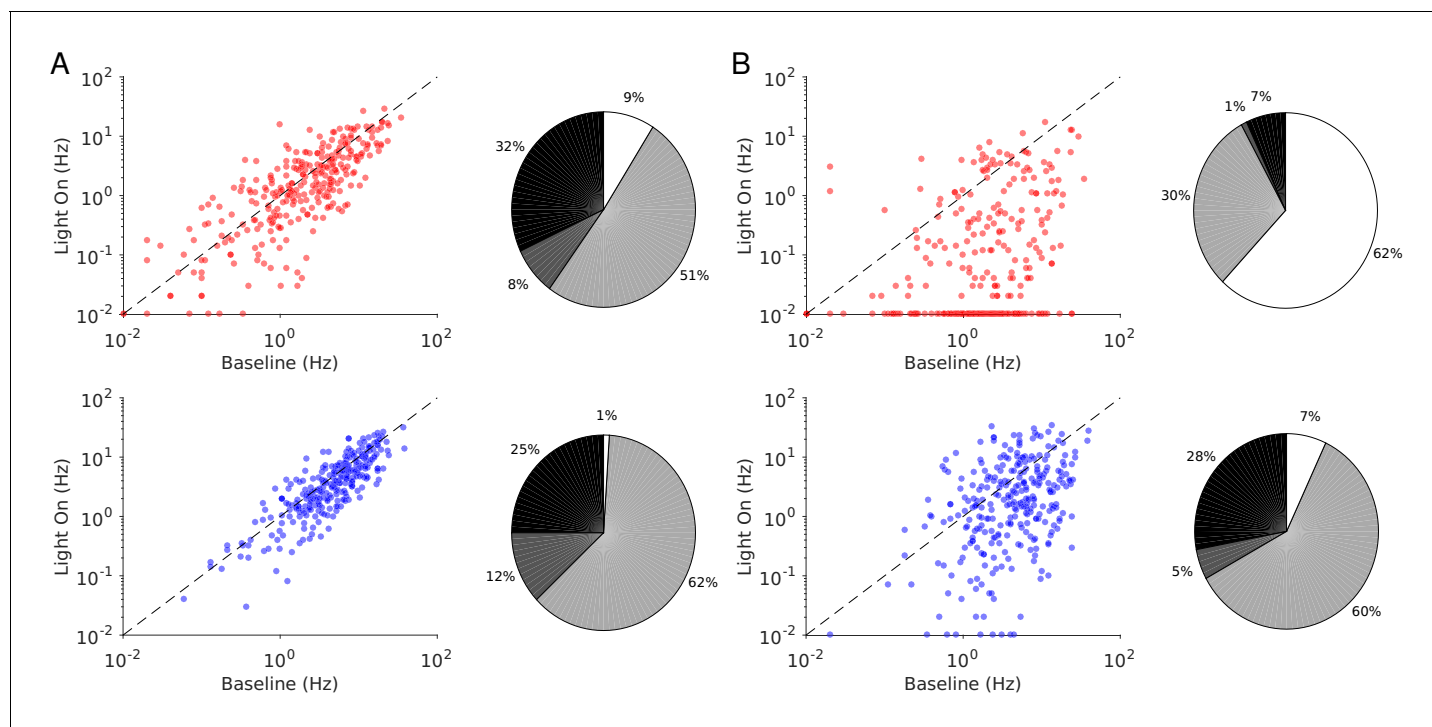 A
10²
10¹
10⁰
10⁻¹
10⁻²
Light On (Hz)
10⁻² 10⁰ 10²
Baseline (Hz)
9%
32%
8%
51%
B
10²
10¹
10⁰
10⁻¹
10⁻²
Light On (Hz)
10⁻² 10⁰ 10²
Baseline (Hz)
1% 7%
30%
62%
10²
10¹
10⁰
10⁻¹
10⁻²
Light On (Hz)
10⁻² 10⁰ 10²
Baseline (Hz)
1%
25%
12%
62%
10²
10¹
10⁰
10⁻¹
10⁻²
Light On (Hz)
10⁻² 10⁰ 10²
Baseline (Hz)
7%
28%
5%
60%